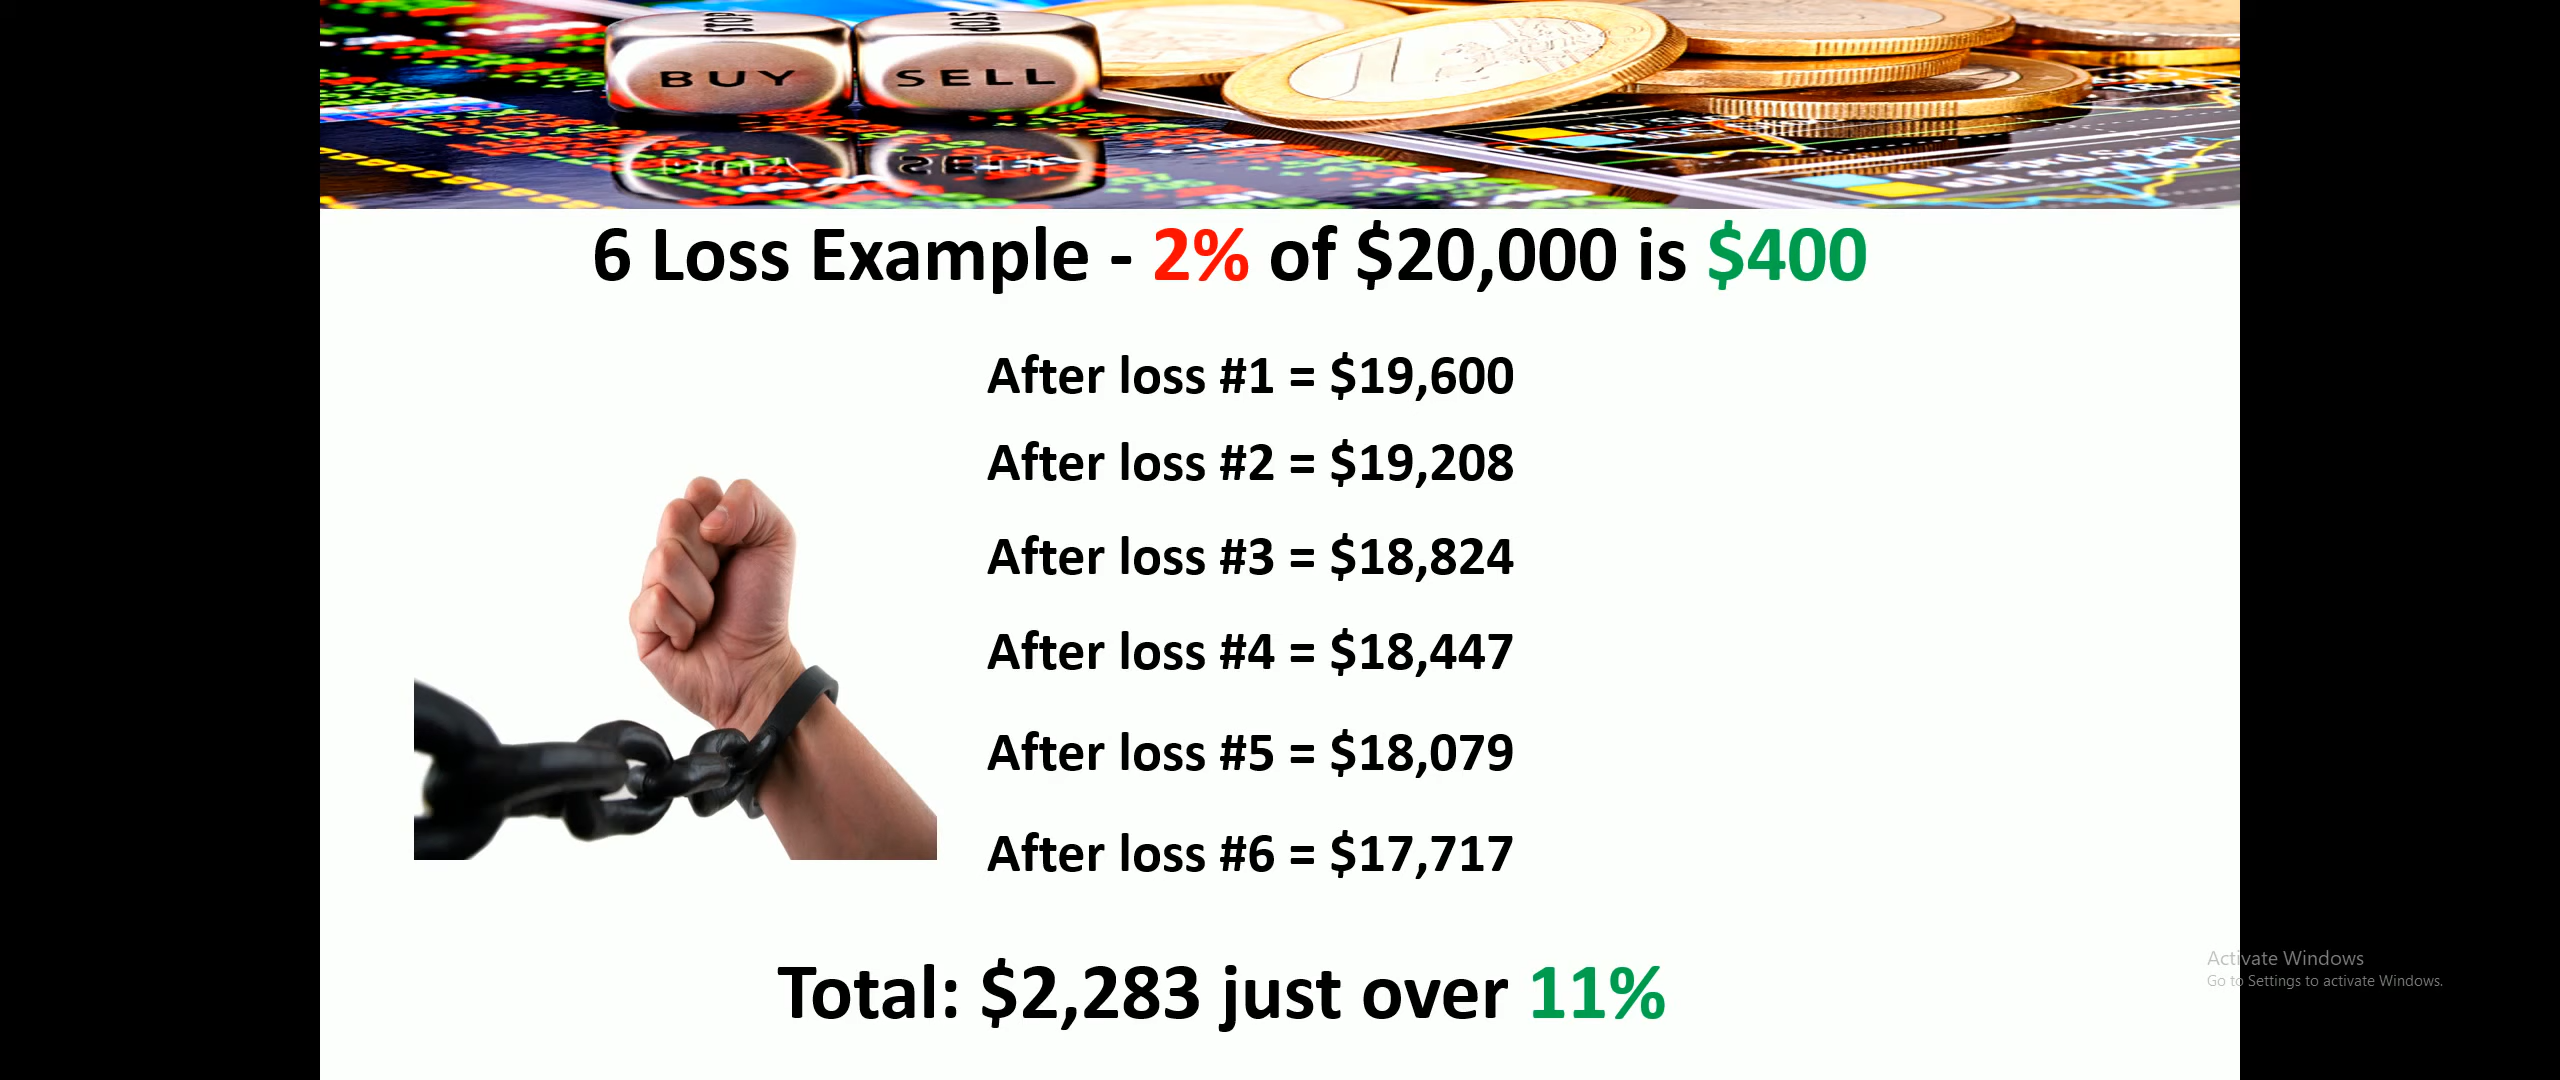 BUY
SELL
6 Loss Example - 2% of $20,000 is $400
After loss #1 = $19,600
After loss #2 = $19,208
After loss #3 = $18,824
After loss #4 = $18,447
After loss #5 = $18,079
After loss #6 = $17,717
Total: $2,283 just over 11%
Activate Windows
Go to Settings to activate Windows.